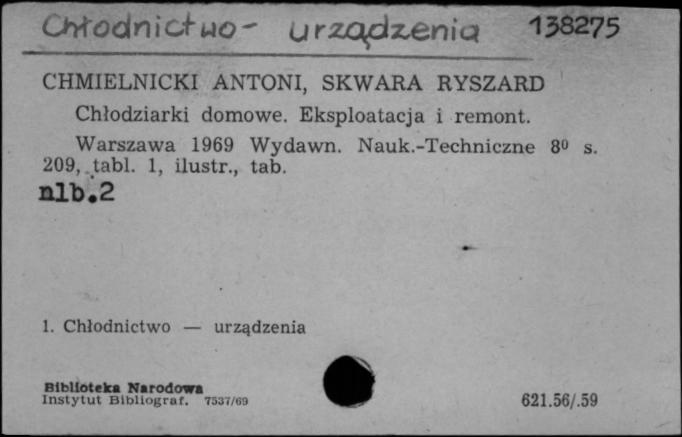 Chłodnictwo - urządzenia 138275
CHMIELNICKI ANTONI, SKWARA RYSZARD
Chłodziarki domowe. Eksploatacja i remont.
Warszawa 1969 Wydawn. Nauk.-Techniczne 8⁰ s.
209, tabl. 1, ilustr., tab.
nlb.2
1. Chłodnictwo — urządzenia
Biblioteka Narodowa
Instytut Bibliograf. 7537/69
621.56/.59